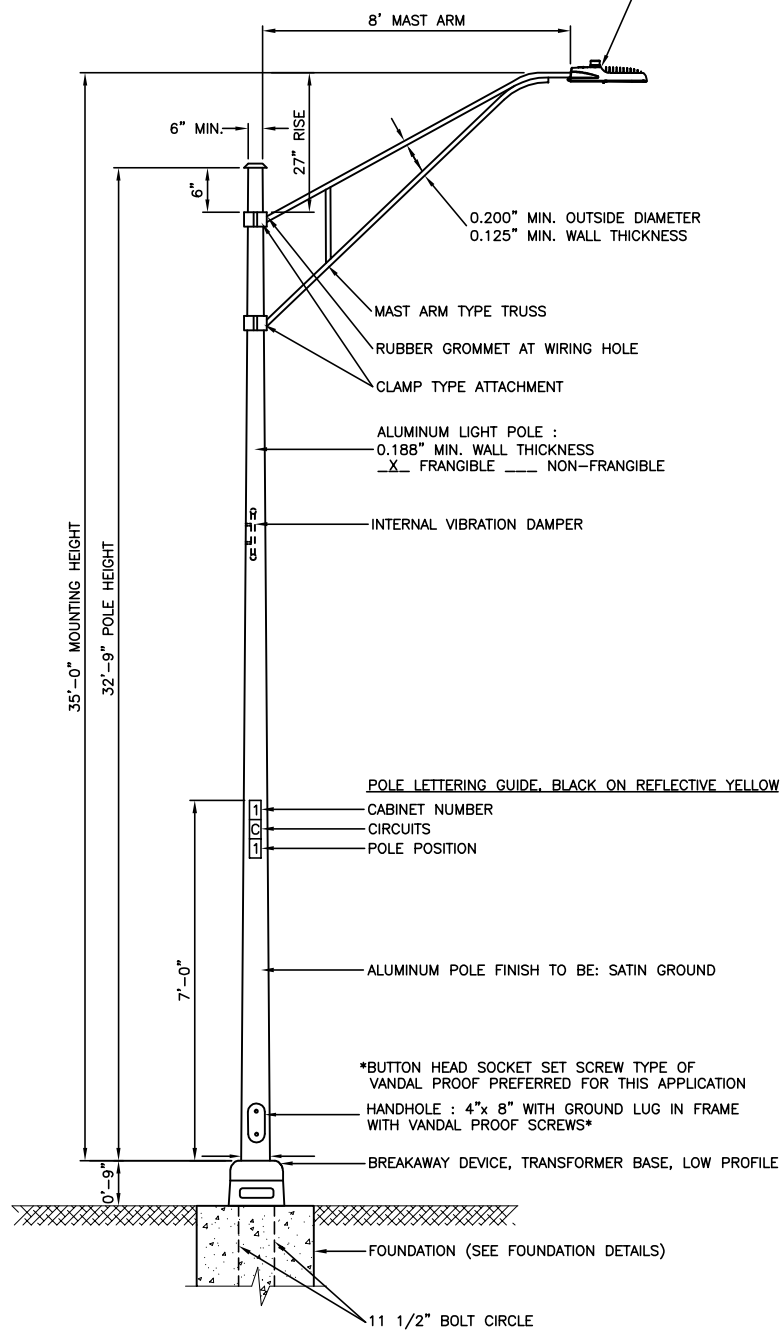 8' MAST ARM
6" MIN.
27" RISE
6"
0.200" MIN. OUTSIDE DIAMETER
0.125" MIN. WALL THICKNESS
MAST ARM TYPE TRUSS
RUBBER GROMMET AT WIRING HOLE
CLAMP TYPE ATTACHMENT
ALUMINUM LIGHT POLE :
0.188" MIN. WALL THICKNESS
_X_ FRANGIBLE ___ NON-FRANGIBLE
INTERNAL VIBRATION DAMPER
35'-0" MOUNTING HEIGHT
32'-9" POLE HEIGHT
POLE LETTERING GUIDE, BLACK ON REFLECTIVE YELLOW
1
CABINET NUMBER
C
CIRCUITS
1
POLE POSITION
7'-0"
ALUMINUM POLE FINISH TO BE: SATIN GROUND
*BUTTON HEAD SOCKET SET SCREW TYPE OF
VANDAL PROOF PREFERRED FOR THIS APPLICATION
HANDHOLE : 4"x 8" WITH GROUND LUG IN FRAME
WITH VANDAL PROOF SCREWS*
BREAKAWAY DEVICE, TRANSFORMER BASE, LOW PROFILE
0'-9"
FOUNDATION (SEE FOUNDATION DETAILS)
11 1/2" BOLT CIRCLE